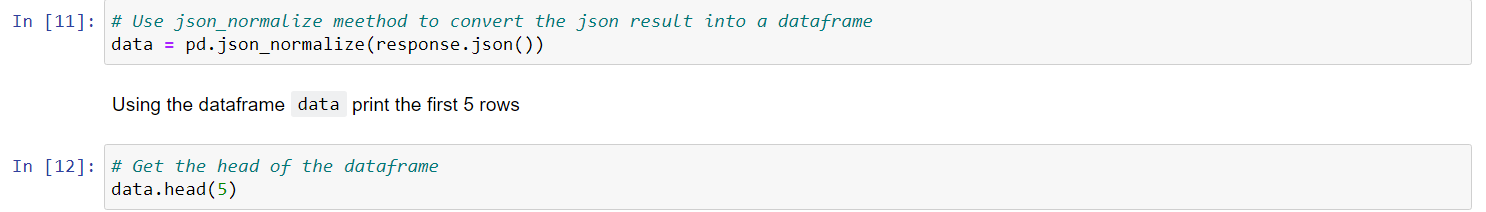 In [11]: # Use json_normalize meethod to convert the json result into a dataframe
data = pd.json_normalize(response.json())
Using the dataframe data print the first 5 rows
In [12]: # Get the head of the dataframe
data.head(5)